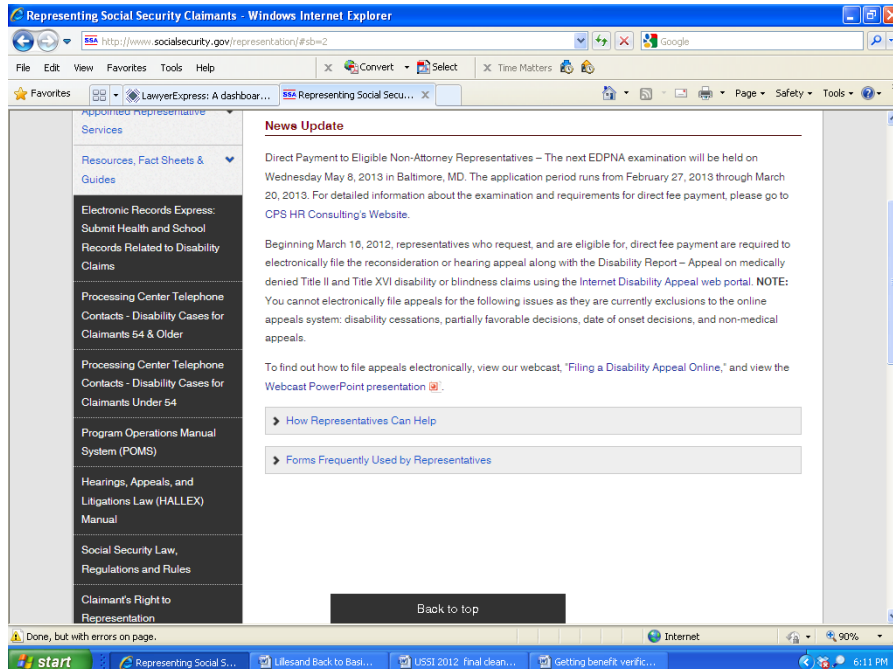 Representing Social Security Claimants - Windows Internet Explorer
http://www.socialsecurity.gov/representation/#sb=2
Google
File Edit View Favorites Tools Help
x Convert Select
X Time Matters
Favorites
LawyerExpress: A dashboar...
Representing Social Secu... X
Page Safety Tools
Appointed Representative
Services
Resources, Fact Sheets &
Guides
Electronic Records Express:
Submit Health and School
Records Related to Disability
Claims
Processing Center Telephone
Contacts - Disability Cases for
Claimants 54 & Older
Processing Center Telephone
Contacts - Disability Cases for
Claimants Under 54
Program Operations Manual
System (POMS)
Hearings, Appeals, and
Litigations Law (HALLEX)
Manual
Social Security Law,
Regulations and Rules
Claimant's Right to
Representation
News Update
Direct Payment to Eligible Non-Attorney Representatives – The next EDPNA examination will be held on
Wednesday May 8, 2013 in Baltimore, MD. The application period runs from February 27, 2013 through March
20, 2013. For detailed information about the examination and requirements for direct fee payment, please go to
CPS HR Consulting's Website.
Beginning March 16, 2012, representatives who request, and are eligible for, direct fee payment are required to
electronically file the reconsideration or hearing appeal along with the Disability Report – Appeal on medically
denied Title II and Title XVI disability or blindness claims using the Internet Disability Appeal web portal. NOTE:
You cannot electronically file appeals for the following issues as they are currently exclusions to the online
appeals system: disability cessations, partially favorable decisions, date of onset decisions, and non-medical
appeals.
To find out how to file appeals electronically, view our webcast, "Filing a Disability Appeal Online," and view the
Webcast PowerPoint presentation .
How Representatives Can Help
Forms Frequently Used by Representatives
Back to top
Done, but with errors on page.
Internet
90%
start
Representing Social S...
Lillesand Back to Basi...
USSI 2012 final clean...
Getting benefit verific...
6:11 PM